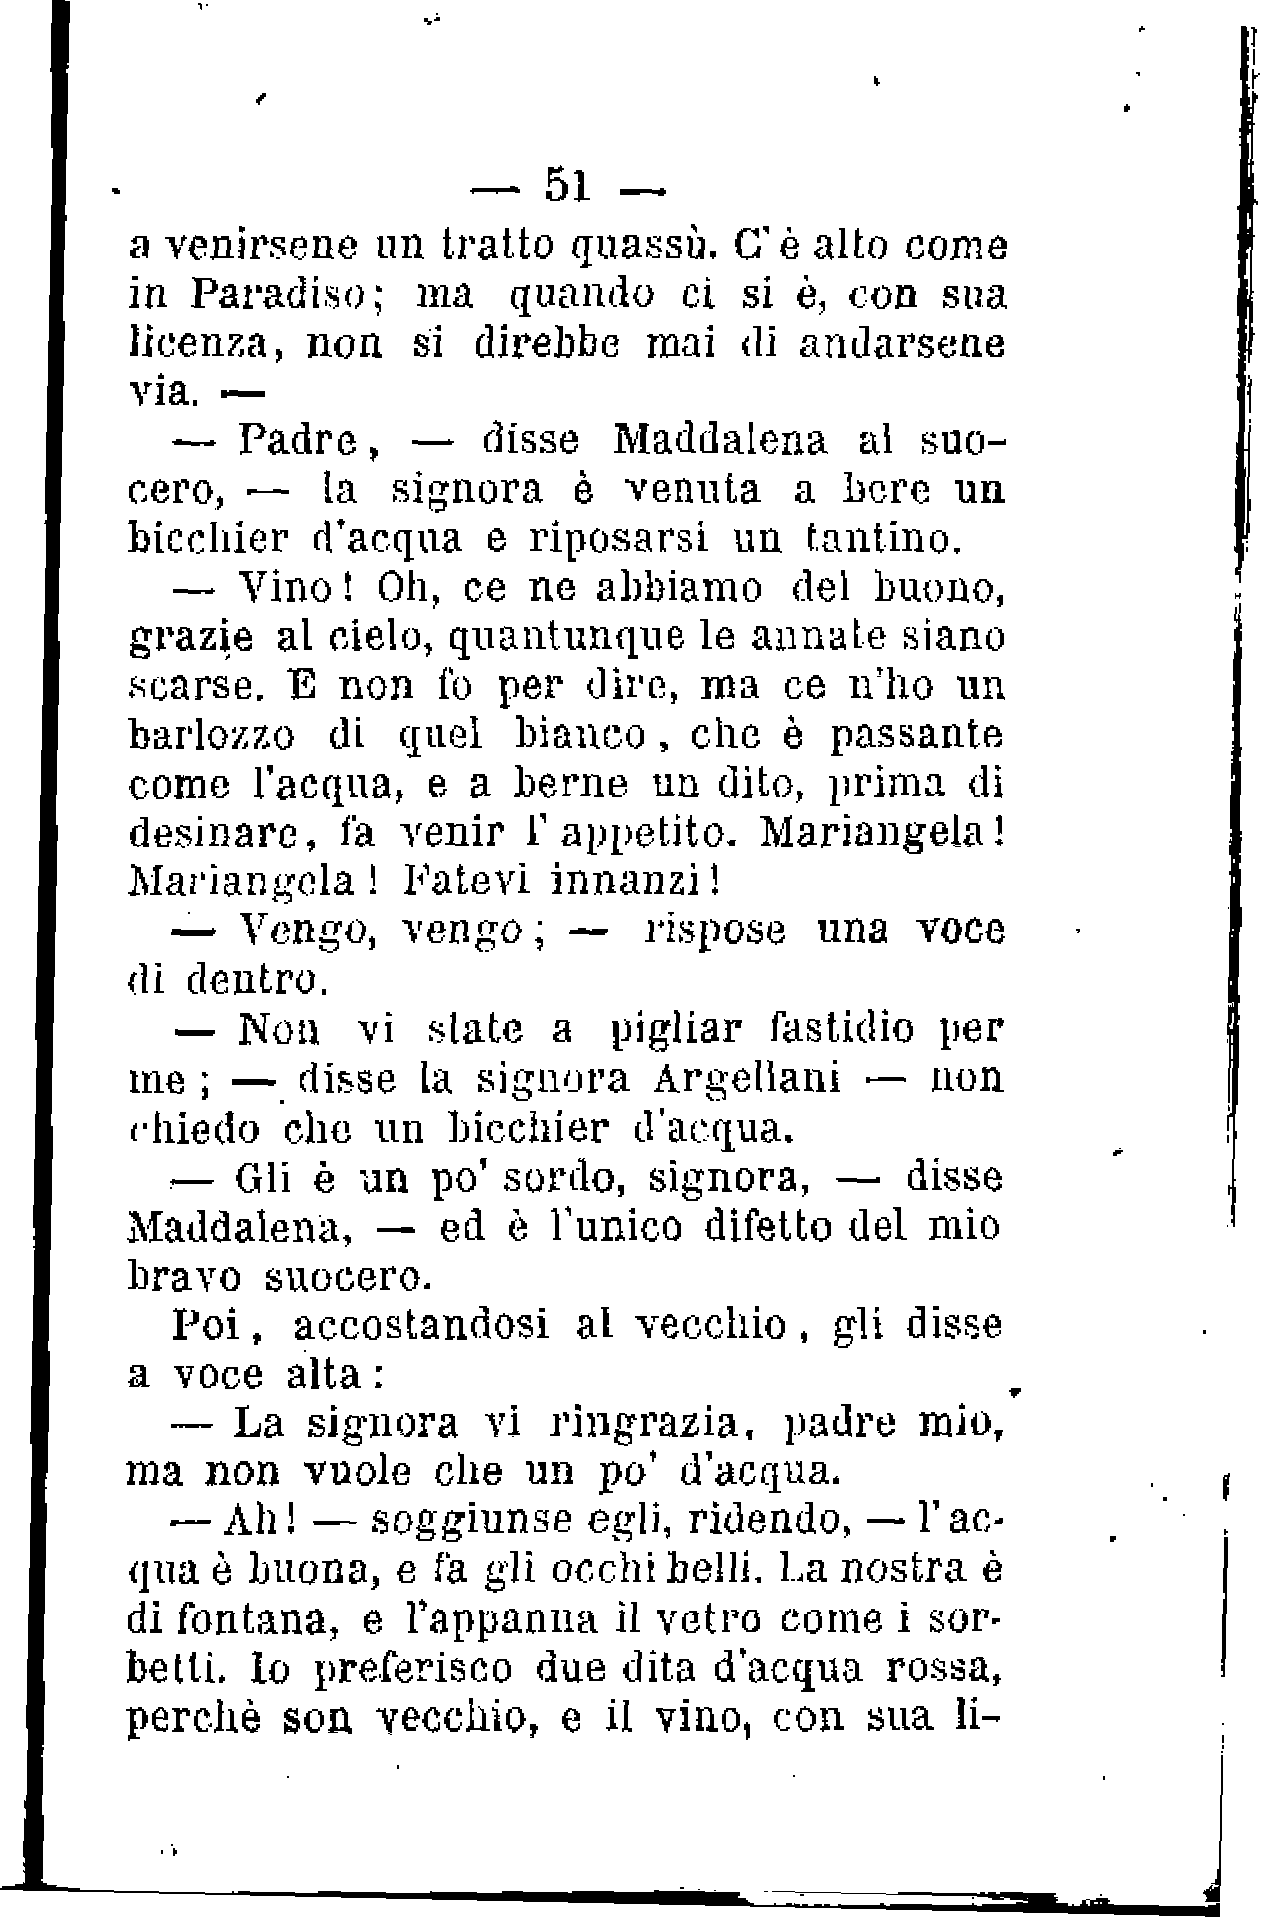 — 51 —
a venirsene un tratto quassù. C'è alto come
in Paradiso; ma quando ci si è, con sua
licenza, non si direbbe mai di andarsene
via. —
— Padre, — disse Maddalena al suo-
cero, — la signora è venuta a bere un
bicchier d'acqua e riposarsi un tantino.
— Vino! Oh, ce ne abbiamo del buono,
grazie al cielo, quantunque le annate siano
scarse. E non fo per dire, ma ce n'ho un
barlozzo di quel bianco, che è passante
come l'acqua, e a berne un dito, prima di
desinare, fa venir l'appetito. Mariangela!
Mariangela! Fatevi innanzi!
— Vengo, vengo; — rispose una voce
di dentro.
— Non vi state a pigliar fastidio per
me; — disse la signora Argellani — non
chiedo che un bicchier d'acqua.
— Gli è un po' sordo, signora, — disse
Maddalena, — ed è l'unico difetto del mio
bravo suocero.
Poi, accostandosi al vecchio, gli disse
a voce alta:
— La signora vi ringrazia, padre mio,
ma non vuole che un po' d'acqua.
— Ah! — soggiunse egli, ridendo, — l'ac-
qua è buona, e fa gli occhi belli. La nostra è
di fontana, e l'appanna il vetro come i sor-
betti. Io preferisco due dita d'acqua rossa,
perchè son vecchio, e il vino, con sua li-